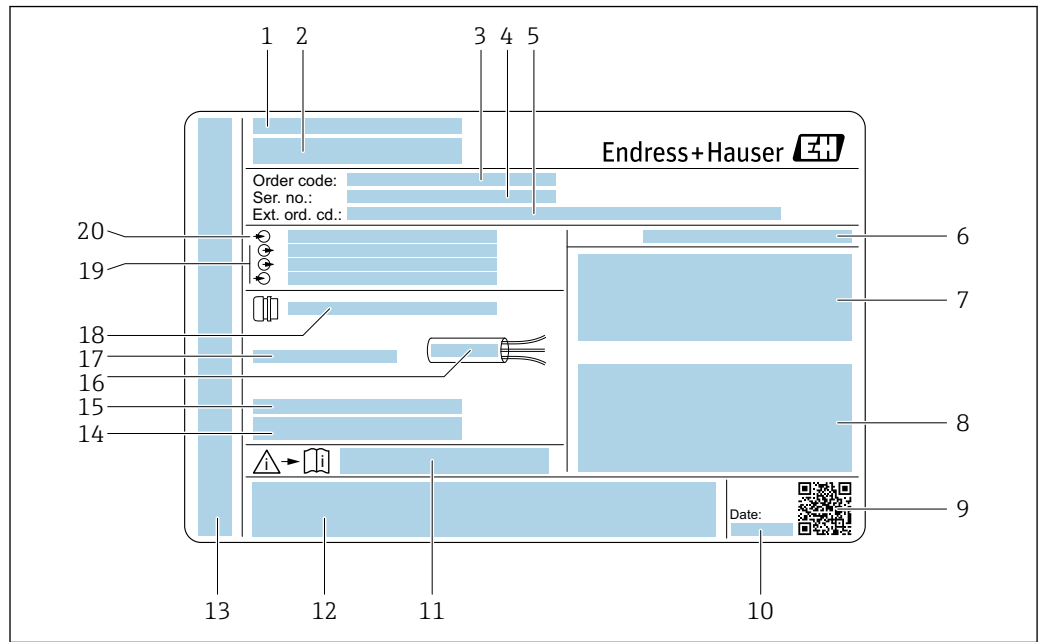 1 2 3 4 5
Endress+Hauser EH
Order code:
Ser. no.:
Ext. ord. cd.:
20
19
6
7
18
17
16
15
14
8
i i
Date:
9
13 12 11 10